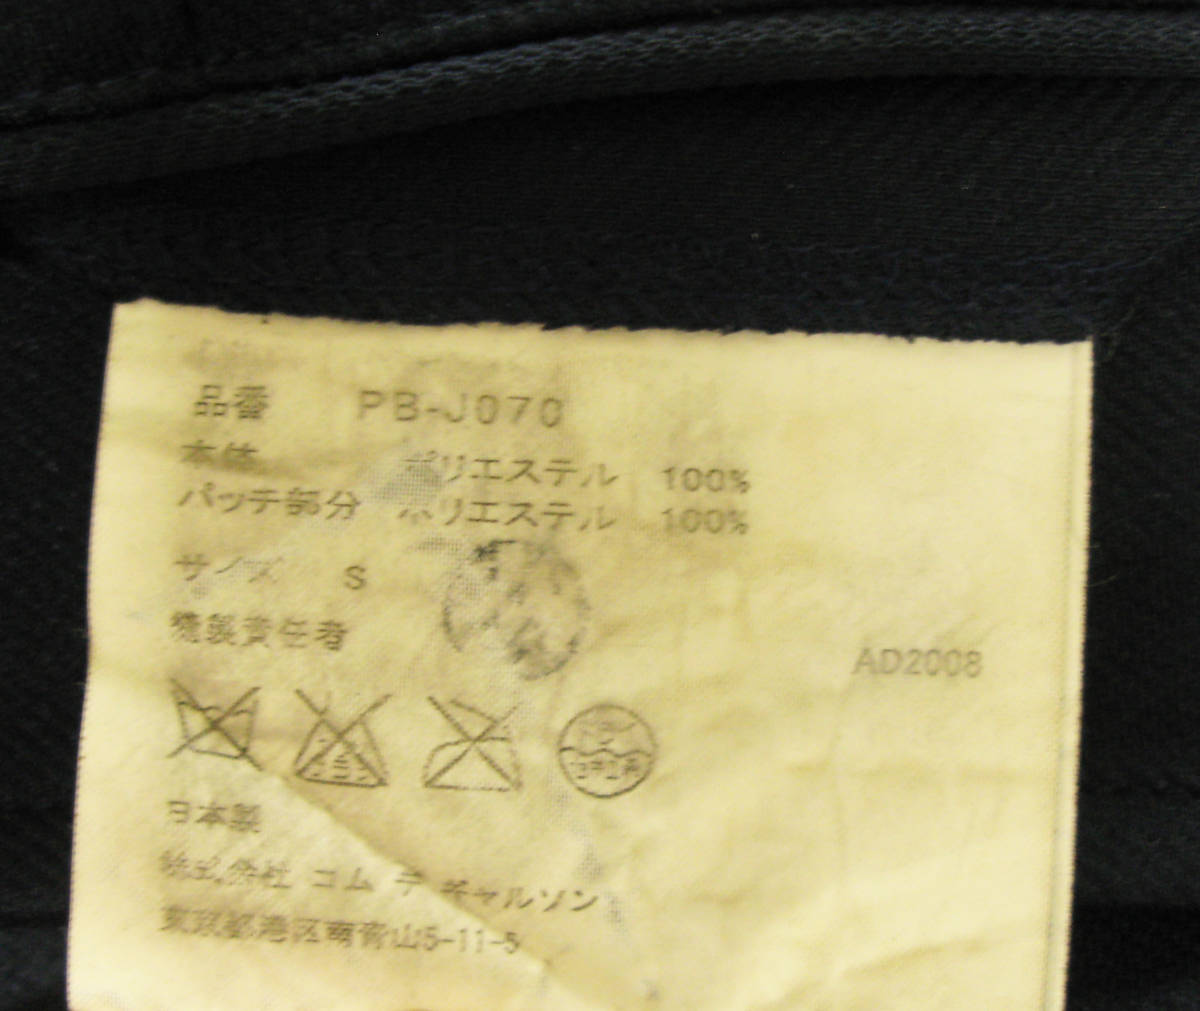 品番 PB-J070
本体 ポリエステル 100%
パッチ部分 ポリエステル 100%
サイズ S
縫製責任者
AD2008
日本製
株式会社 コム デ ギャルソン
東京都港区南青山5-11-5